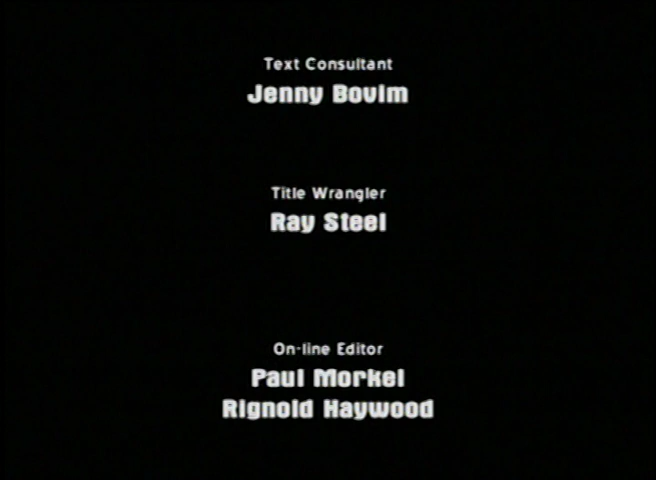 Text Consultant
Jenny Bovim
Title Wrangler
Ray Steel
On-line Editor
Paul Morkel
Rignold Haywood